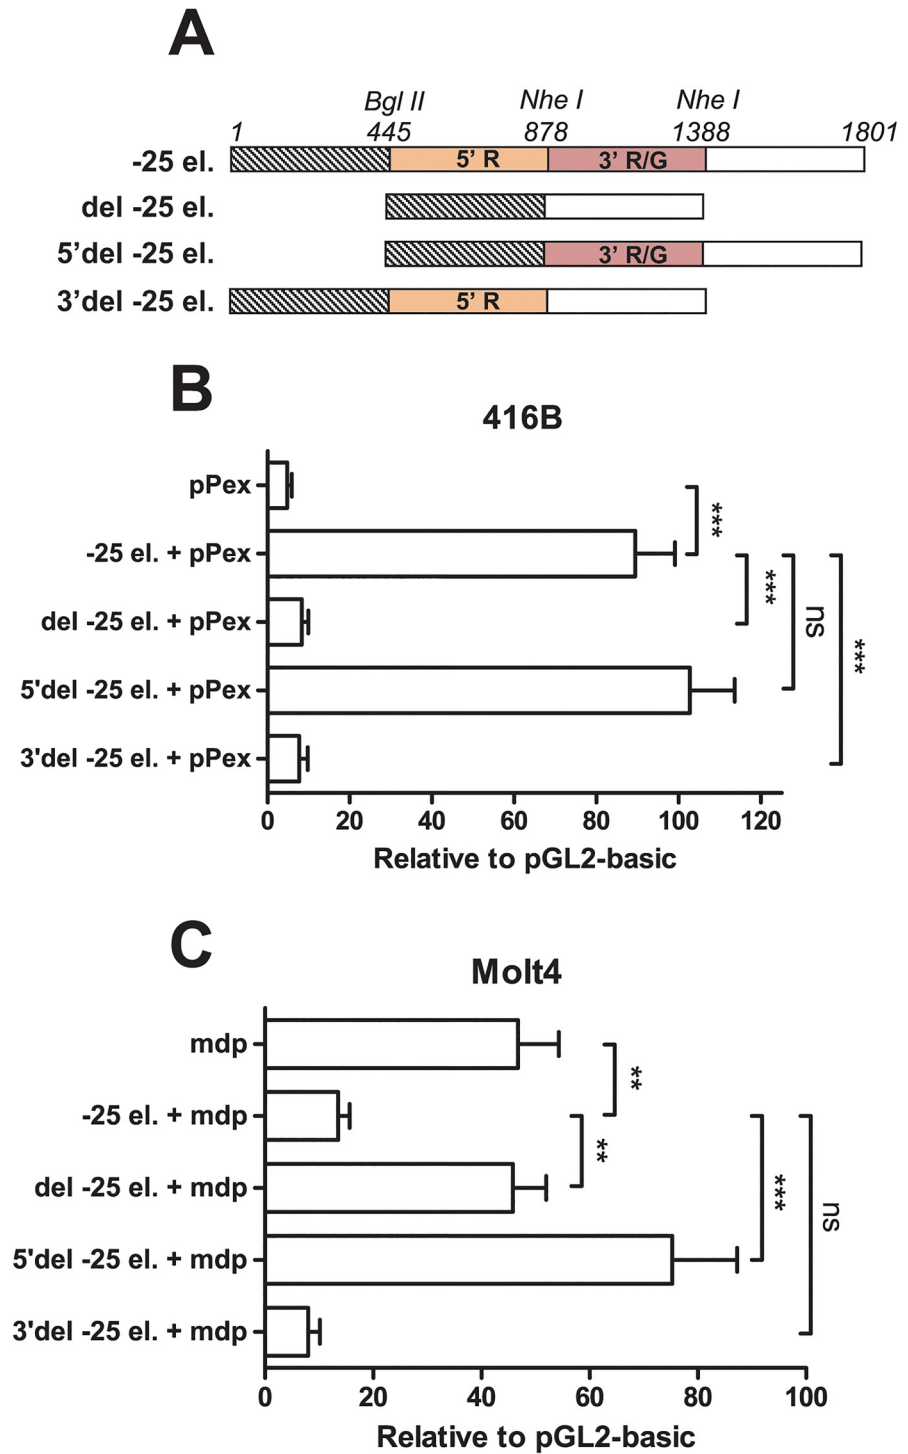 A
Bgl II Nhe I Nhe I
1 445 878 1388 1801
-25 el. 5’ R 3’ R/G
del -25 el.
5’del -25 el. 3’ R/G
3’del -25 el. 5’ R
B
416B
pPex
***
-25 el. + pPex
***
del -25 el. + pPex
ns
***
5'del -25 el. + pPex
3'del -25 el. + pPex
0 20 40 60 80 100 120
Relative to pGL2-basic
C
Molt4
mdp
**
-25 el. + mdp
**
del -25 el. + mdp
***
ns
5'del -25 el. + mdp
3'del -25 el. + mdp
0 20 40 60 80 100
Relative to pGL2-basic